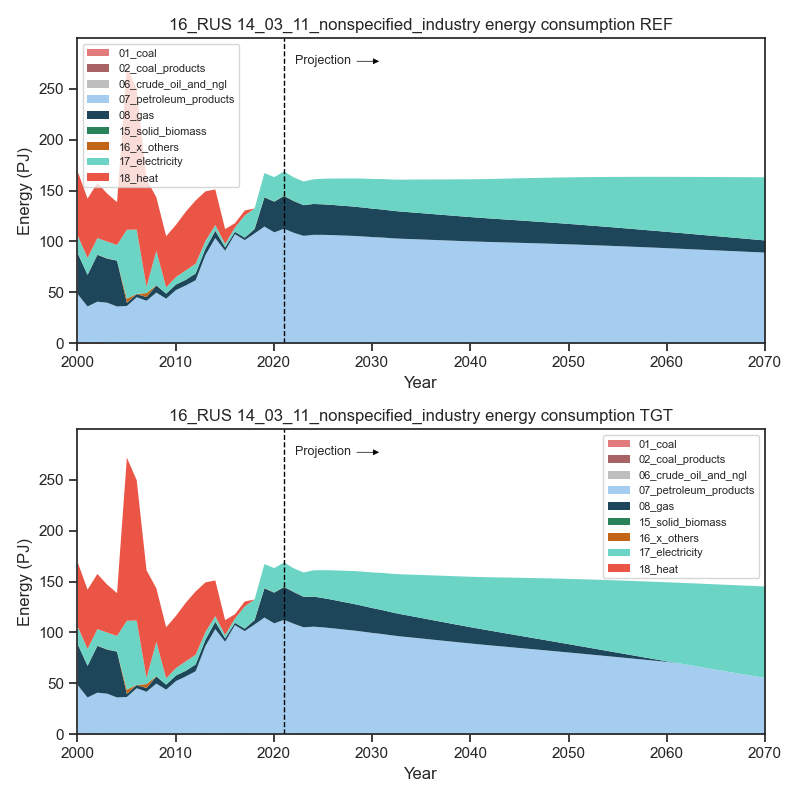 16_RUS 14_03_11_nonspecified_industry energy consumption REF
Energy (PJ)
250
200
150
100
50
0
01_coal
02_coal_products
06_crude_oil_and_ngl
07_petroleum_products
08_gas
15_solid_biomass
16_x_others
17_electricity
18_heat
Projection
2000 2010 2020 2030 2040 2050 2060 2070
Year
16_RUS 14_03_11_nonspecified_industry energy consumption TGT
Energy (PJ)
250
200
150
100
50
0
Projection
01_coal
02_coal_products
06_crude_oil_and_ngl
07_petroleum_products
08_gas
15_solid_biomass
16_x_others
17_electricity
18_heat
2000 2010 2020 2030 2040 2050 2060 2070
Year